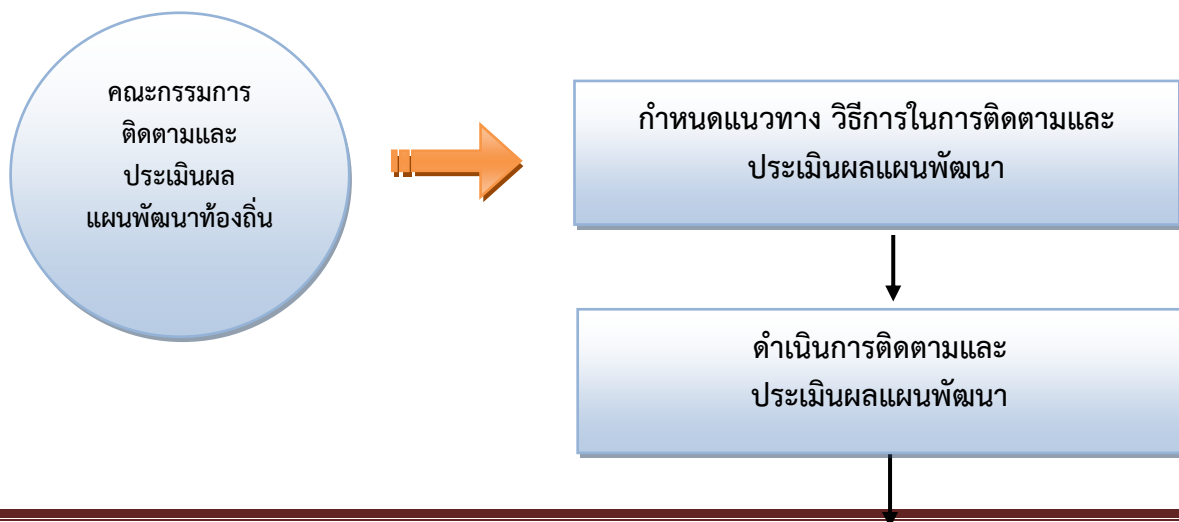 คณะกรรมการ
ติดตามและ
ประเมินผล
แผนพัฒนาท้องถิ่น
กำหนดแนวทาง วิธีการในการติดตามและ
ประเมินผลแผนพัฒนา
ดำเนินการติดตามและ
ประเมินผลแผนพัฒนา